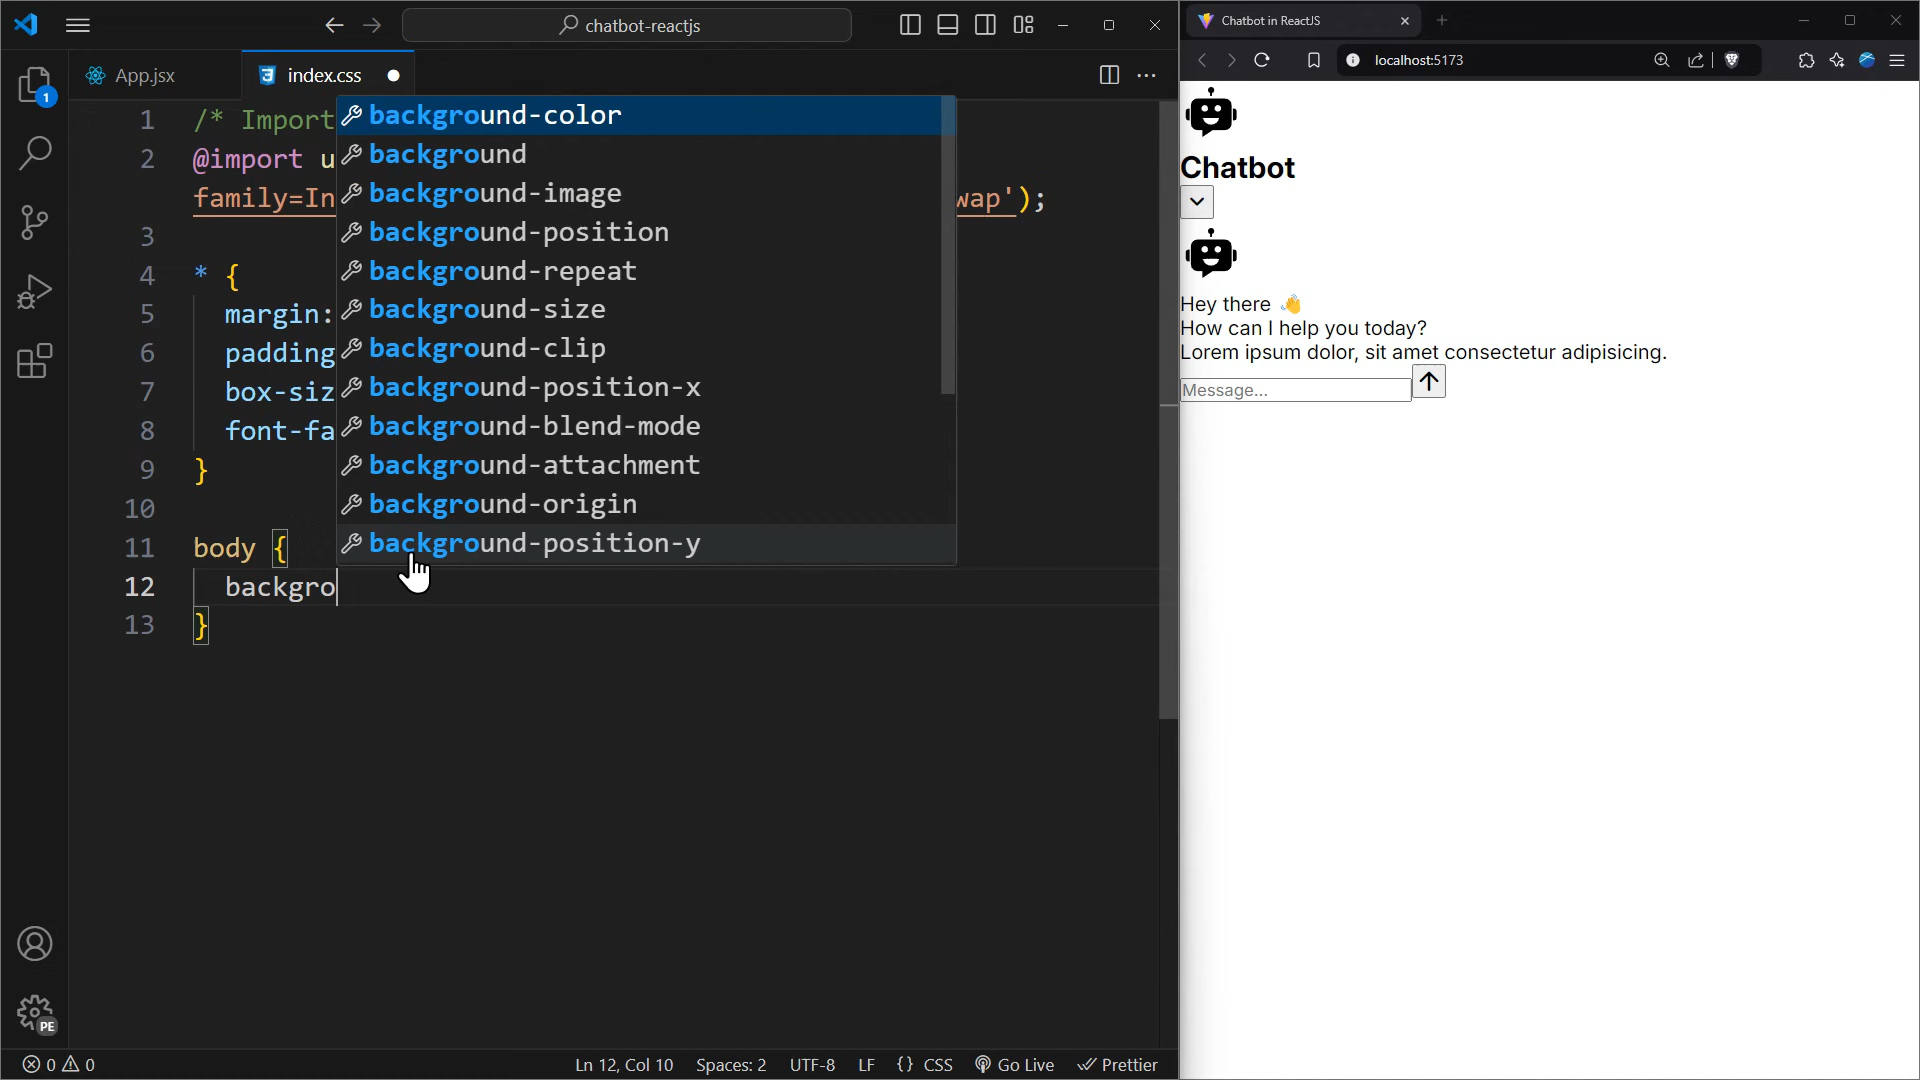 chatbot-reactjs
App.jsx
index.css
1
1 /* Import
2 @import u
family=In
wap');
3
4 * {
5 margin:
6 padding
7 box-siz
8 font-fa
9 }
10
11 body {
12 backgro
13 }
background-color
background
background-image
background-position
background-repeat
background-size
background-clip
background-position-x
background-blend-mode
background-attachment
background-origin
background-position-y
PE
0 0
Ln 12, Col 10
Spaces: 2
UTF-8
LF
{} CSS
Go Live
Prettier
Chatbot in ReactJS
localhost:5173
Chatbot
Hey there 👋
How can I help you today?
Lorem ipsum dolor, sit amet consectetur adipisicing.
Message...